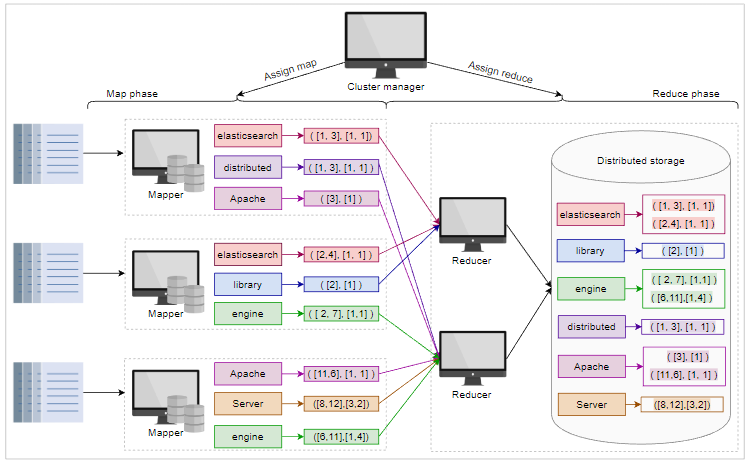 Cluster manager
Assign map
Assign reduce
Map phase
Reduce phase
Mapper
elasticsearch
( [1, 3], [1, 1])
distributed
( [1, 3], [1, 1] )
Apache
( [3], [1] )
Mapper
elasticsearch
( [2,4], [1, 1] )
library
( [2], [1] )
engine
( [ 2, 7], [1,1] )
Mapper
Apache
( [11,6], [1, 1] )
Server
([8,12],[3,2])
engine
([6,11],[1,4])
Reducer
Reducer
Distributed storage
elasticsearch
( [1, 3], [1, 1])
( [2,4], [1, 1] )
library
( [2], [1] )
engine
( [ 2, 7], [1,1] )
([6,11],[1,4])
distributed
( [1, 3], [1, 1] )
Apache
( [3], [1] )
( [11,6], [1, 1] )
Server
([8,12],[3,2])